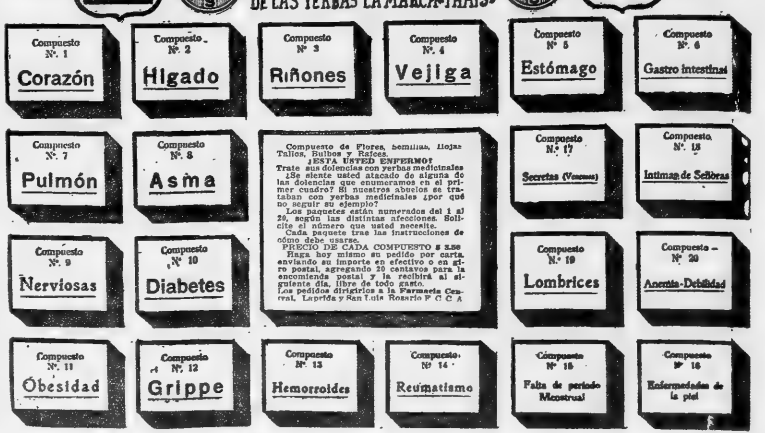 DE LAS YERBAS LA MARCA "THAIS"
Compuesto
Nº. 1
Corazón
Compuesto
Nº. 2
Higado
Compuesto
Nº 3
Riñones
Compuesto
Nº. 4
Vejiga
Compuesto
Nº 5
Estómago
Compuesto
Nº. 6
Gastro intestinal
Compuesto
Nº. 7
Pulmón
Compuesto
Nº. 8
Asma
Compuesto de Flores, Semillas, Hojas
Tallos, Bulbos y Raíces.
¡ESTA USTED ENFERMO?
Trate sus dolencias con yerbas medicinales
¿Se siente usted atacado de alguna de
las dolencias que enumeramos en el pri-
mer cuadro? Si nuestros abuelos se tra-
taban con yerbas medicinales ¿por qué
no seguir su ejemplo?
Los paquetes están numerados del 1 al
20, según las distintas afecciones. Soli-
cite el número que usted necesite.
Cada paquete trae las instrucciones de
cómo debe usarse.
PRECIO DE CADA COMPUESTO $ 2.50
Haga hoy mismo su pedido por carta,
enviando su importe en efectivo o en gi-
ro postal, agregando 20 centavos para la
encomienda postal y la recibirá al si-
guiente día, libre de todo gasto.
Los pedidos dirigirlos a la Farmacia Cen-
tral, Laprida y San Luis Rosario F C C A
Compuesto
N.º 17
Secretas (Venereas)
Compuesto
N.º 18
Intimas de Señoras
Compuesto
Nº. 9
Nerviosas
Compuesto
Nº 10
Diabetes
Compuesto
N.º 19
Lombrices
Compuesto
Nº 20
Anemia-Debilidad
Compuesto
Nº. 11
Obesidad
Compuesto
Nº. 12
Grippe
Compuesto
Nº. 13
Hemorroides
Compuesto
Nº 14
Reumatismo
Compuesto
Nº 15
Falta de periodo
Menstrual
Compuesto
Nº 16
Enfermedades de
la piel